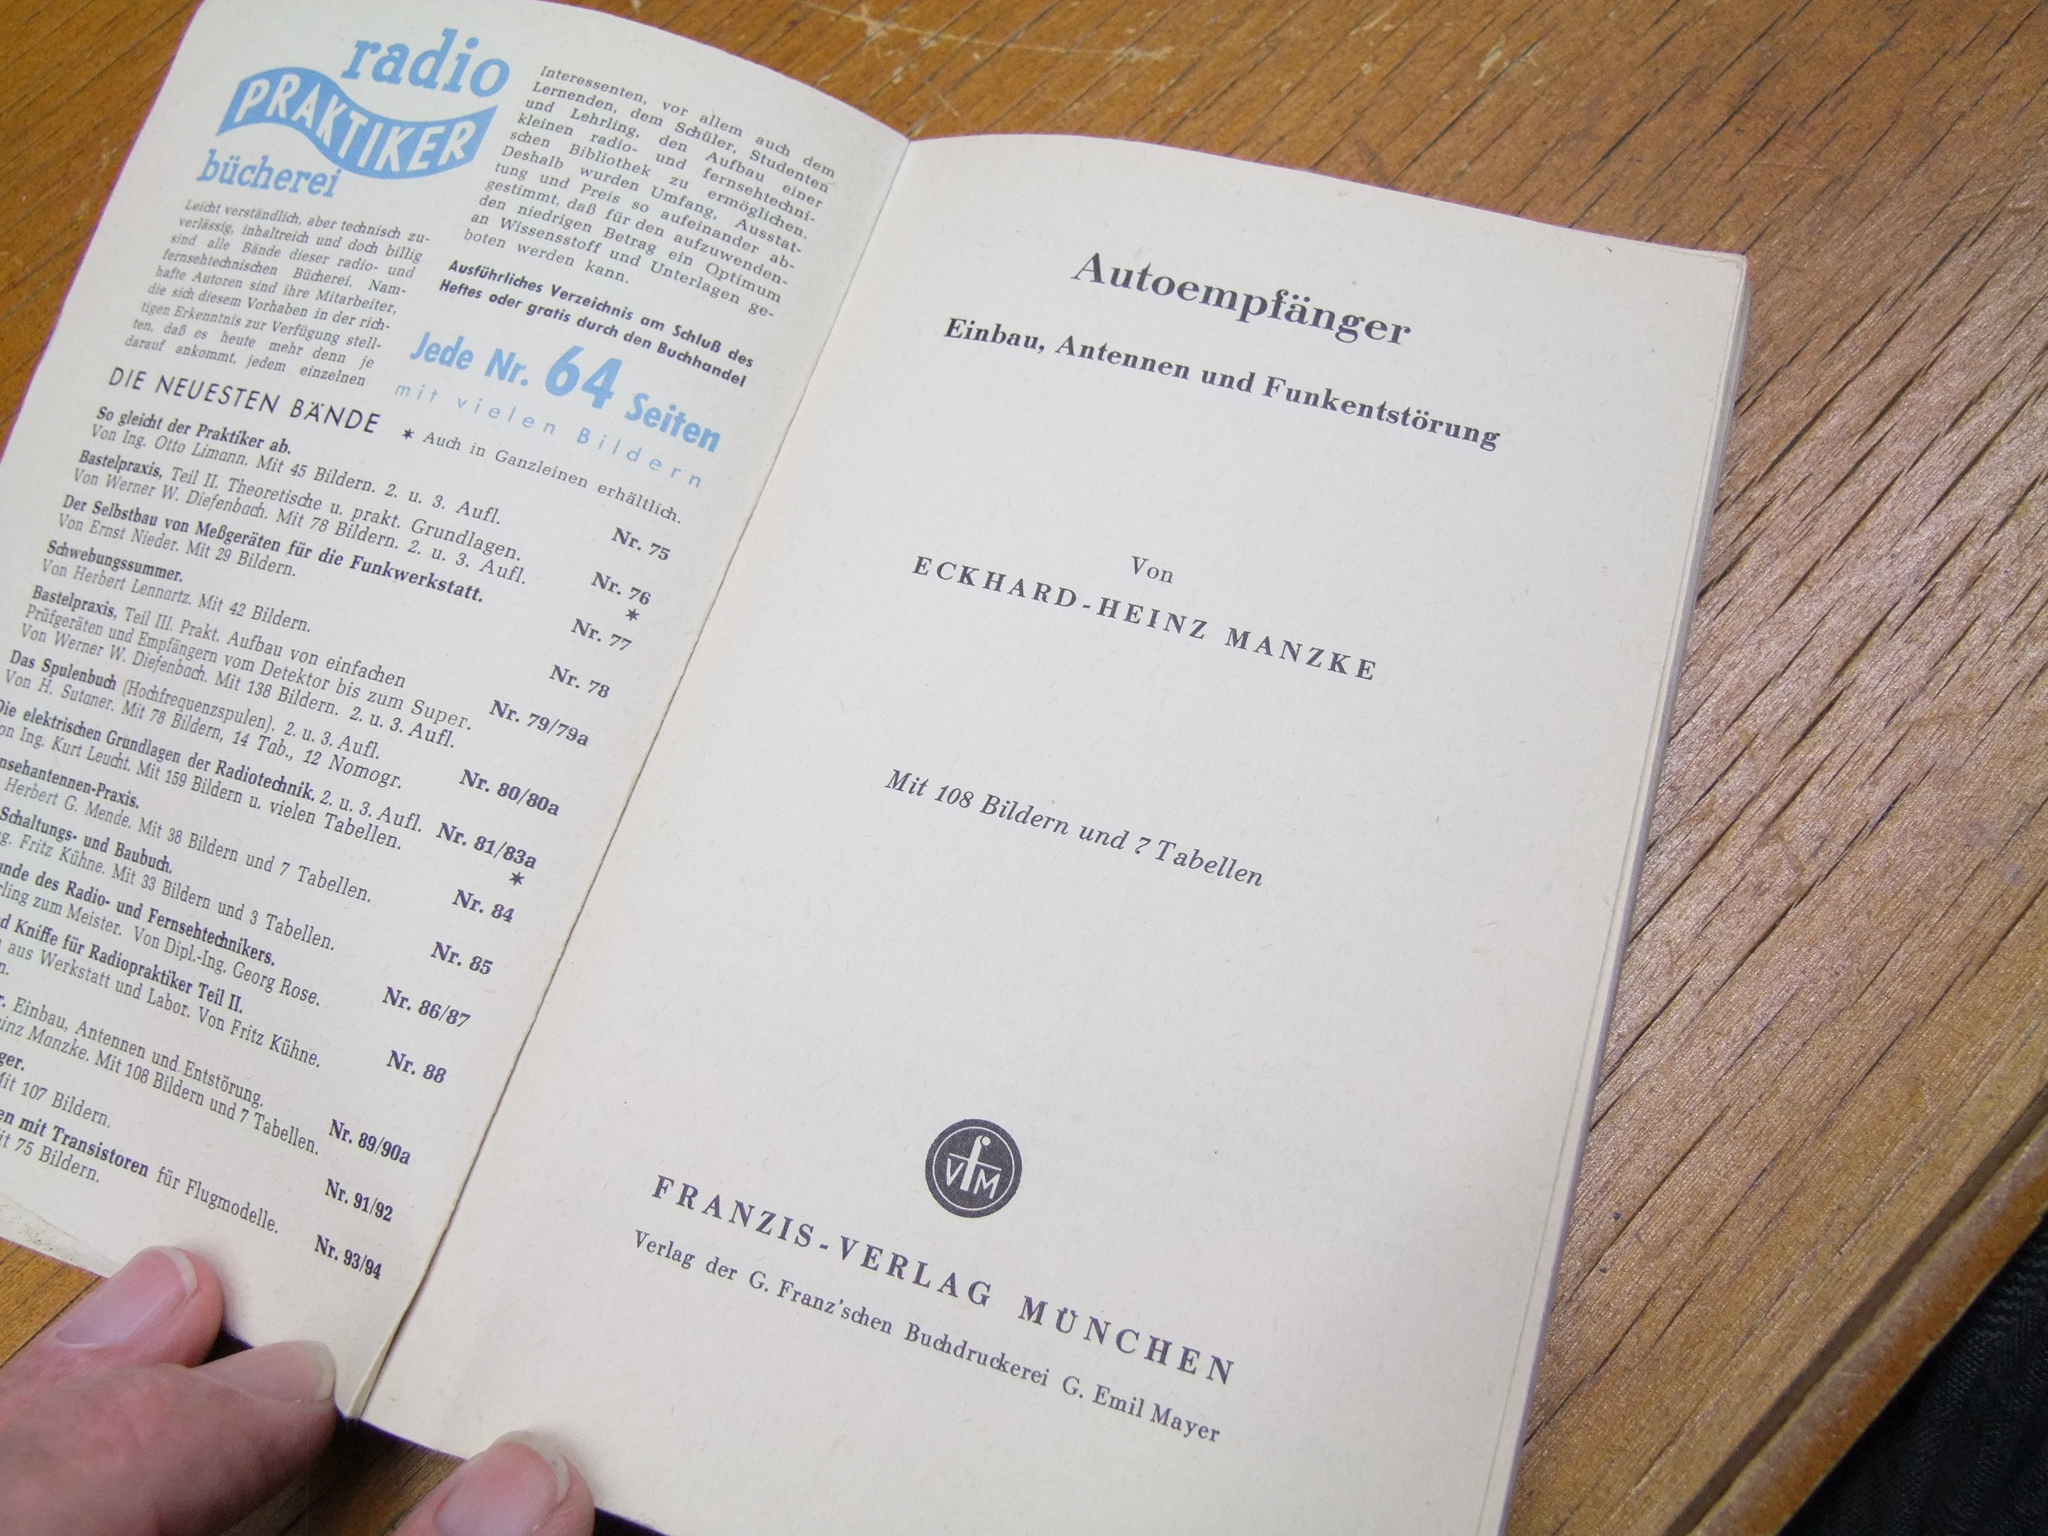 radio
PRAKTIKER
bücherei
Leicht verständlich, aber technisch zu-
verlässig, inhaltreich und doch billig
sind alle Bände dieser radio- und
fernsehtechnischen Bücherei. Nam-
hafte Autoren sind ihre Mitarbeiter,
die sich diesem Vorhaben in der rich-
tigen Erkenntnis zur Verfügung stell-
ten, daß es heute mehr denn je
darauf ankommt, jedem einzelnen
Interessenten, vor allem auch dem
Lernenden, dem Schüler, Studenten
und Lehrling, den Aufbau einer
kleinen radio- und fernsehtechni-
schen Bibliothek zu ermöglichen.
Deshalb wurden Umfang, Ausstat-
tung und Preis so aufeinander ab-
gestimmt, daß für den aufzuwenden-
den niedrigen Betrag ein Optimum
an Wissensstoff und Unterlagen ge-
boten werden kann.
Ausführliches Verzeichnis am Schluß des
Heftes oder gratis durch den Buchhandel
Jede Nr. 64 Seiten
mit vielen Bildern
DIE NEUESTEN BÄNDE
* Auch in Ganzleinen erhältlich.
So gleicht der Praktiker ab.
Von Ing. Otto Limann. Mit 45 Bildern. 2. u. 3. Aufl. Nr. 75
Bastelpraxis, Teil II. Theoretische u. prakt. Grundlagen.
Von Werner W. Diefenbach. Mit 78 Bildern. 2. u. 3. Aufl. Nr. 76
*
Der Selbstbau von Meßgeräten für die Funkwerkstatt.
Von Ernst Nieder. Mit 29 Bildern. Nr. 77
Schwebungssummer.
Von Herbert Lennartz. Mit 42 Bildern. Nr. 78
Bastelpraxis, Teil III. Prakt. Aufbau von einfachen
Prüfgeräten und Empfängern vom Detektor bis zum Super.
Von Werner W. Diefenbach. Mit 138 Bildern. 2. u. 3. Aufl. Nr. 79/79a
Das Spulenbuch (Hochfrequenzspulen). 2. u. 3. Aufl.
Von H. Sutaner. Mit 78 Bildern, 14 Tab., 12 Nomogr. Nr. 80/80a
Die elektrischen Grundlagen der Radiotechnik. 2. u. 3. Aufl.
on Ing. Kurt Leucht. Mit 159 Bildern u. vielen Tabellen. Nr. 81/83a
*
nsehantennen-Praxis.
Herbert G. Mende. Mit 38 Bildern und 7 Tabellen. Nr. 84
Schaltungs- und Baubuch.
g. Fritz Kühne. Mit 33 Bildern und 3 Tabellen. Nr. 85
unde des Radio- und Fernsehtechnikers.
rling zum Meister. Von Dipl.-Ing. Georg Rose. Nr. 86/87
d Kniffe für Radiopraktiker Teil II.
aus Werkstatt und Labor. Von Fritz Kühne.
n. Nr. 88
r. Einbau, Antennen und Entstörung.
inz Manzke. Mit 108 Bildern und 7 Tabellen. Nr. 89/90a
ger.
Mit 107 Bildern. Nr. 91/92
en mit Transistoren für Flugmodelle.
it 75 Bildern. Nr. 93/94
Autoempfänger
Einbau, Antennen und Funkentstörung
Von
ECKHARD-HEINZ MANZKE
Mit 108 Bildern und 7 Tabellen
VfM
FRANZIS-VERLAG MÜNCHEN
Verlag der G. Franz'schen Buchdruckerei G. Emil Mayer